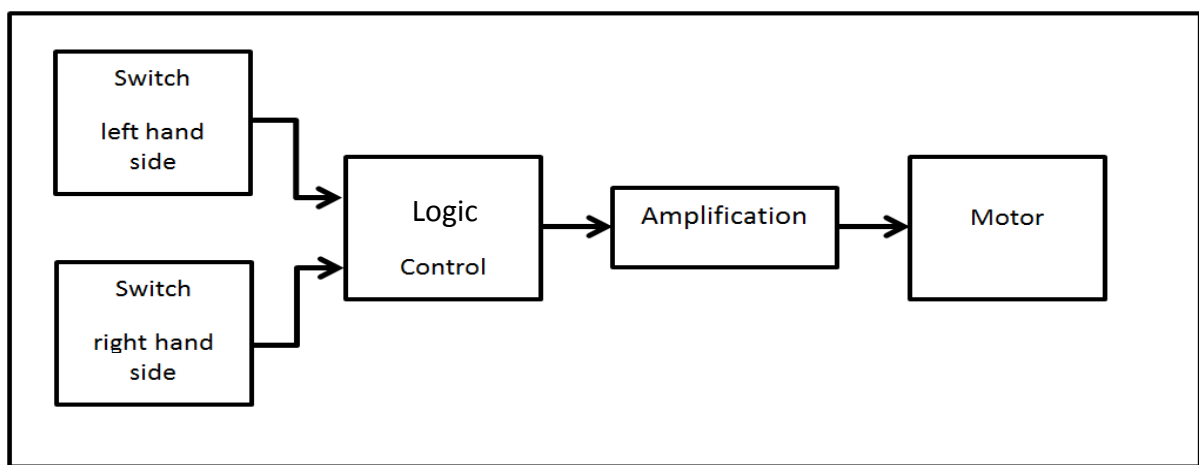 Switch
left hand
side
Logic
Control
Amplification
Motor
Switch
right hand
side